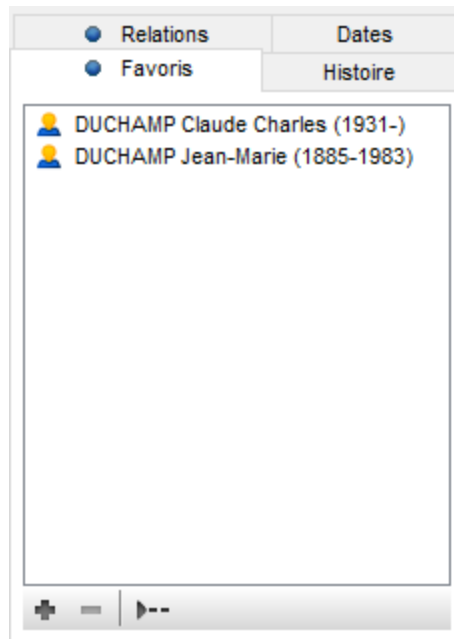 Relations Dates
Favoris Histoire
DUCHAMP Claude Charles (1931-)
DUCHAMP Jean-Marie (1885-1983)